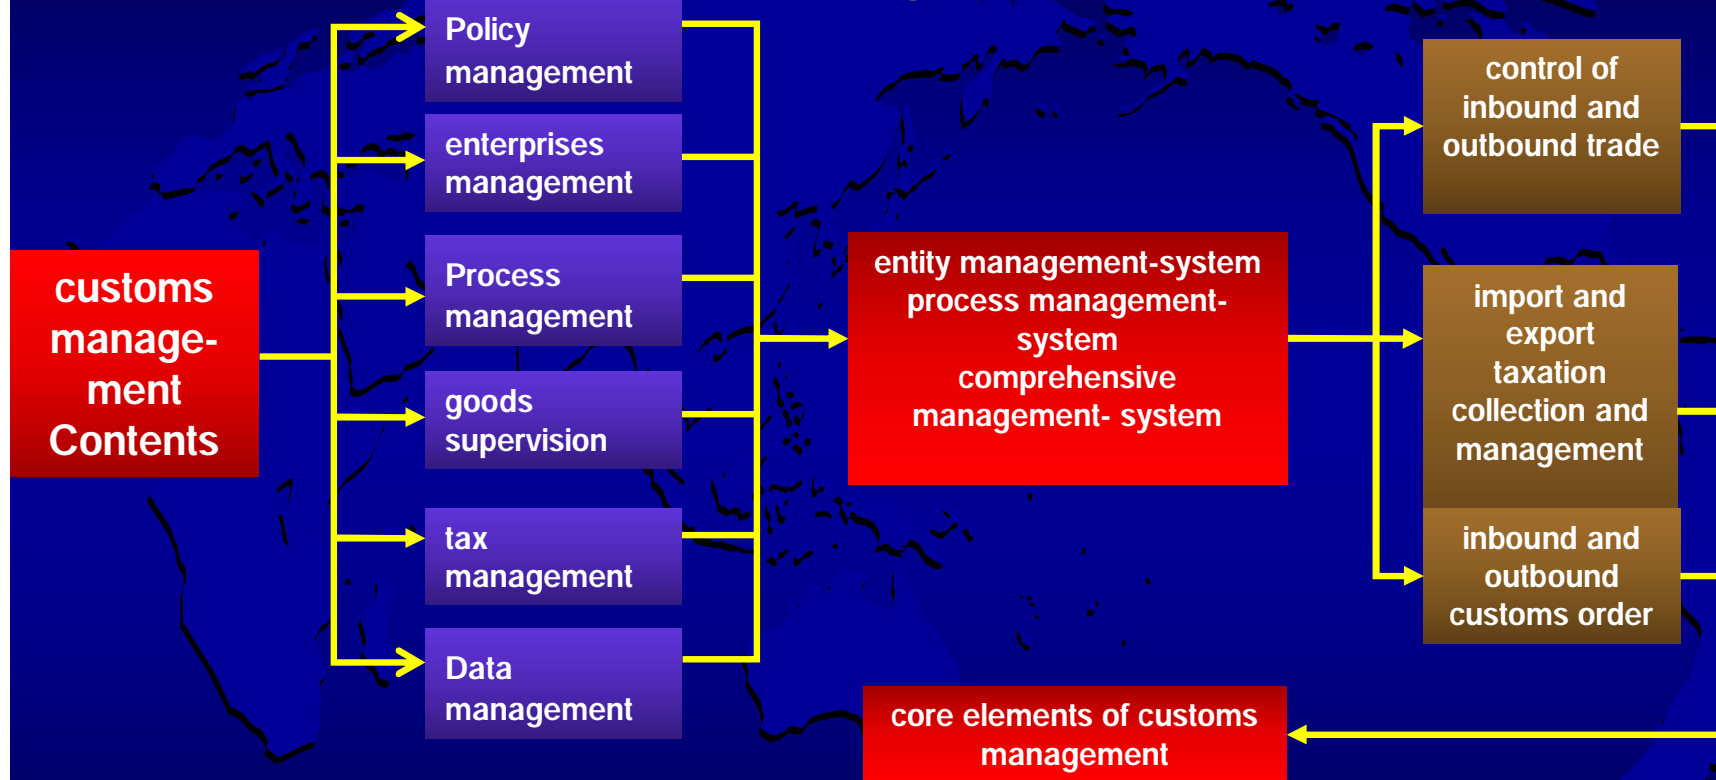 customs
manage-
ment
Contents
Policy
management
enterprises
management
Process
management
goods
supervision
tax
management
Data
management
entity management-system
process management-
system
comprehensive
management- system
control of
inbound and
outbound trade
import and
export
taxation
collection and
management
inbound and
outbound
customs order
core elements of customs
management